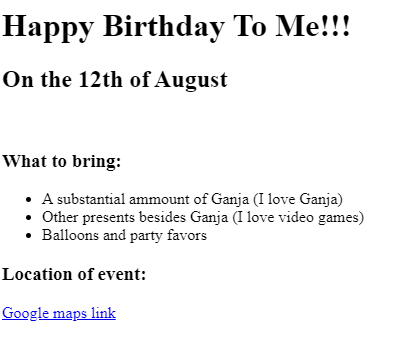 Happy Birthday To Me!!!
On the 12th of August
What to bring:
• A substantial ammount of Ganja (I love Ganja)
• Other presents besides Ganja (I love video games)
• Balloons and party favors
Location of event:
Google maps link